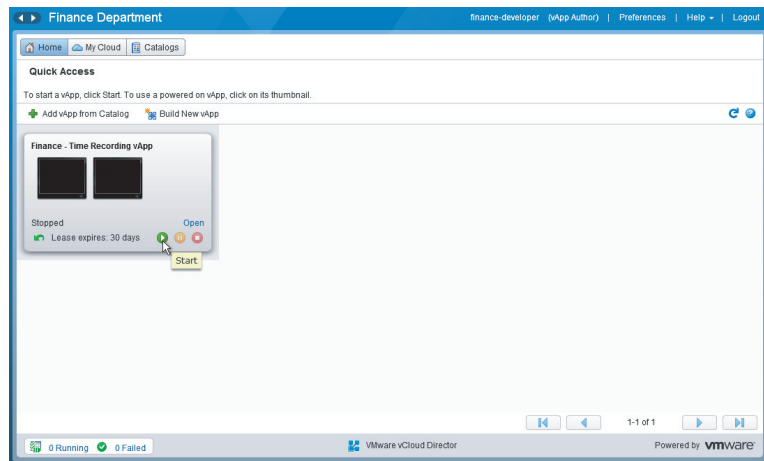 Finance Department
finance-developer (vApp Author) | Preferences | Help | Logout
Home My Cloud Catalogs
Quick Access
To start a vApp, click Start. To use a powered on vApp, click on its thumbnail.
Add vApp from Catalog Build New vApp
Finance - Time Recording vApp
Stopped Open
Lease expires: 30 days
Start
1-1 of 1
0 Running 0 Failed
VMware vCloud Director
Powered by vmware